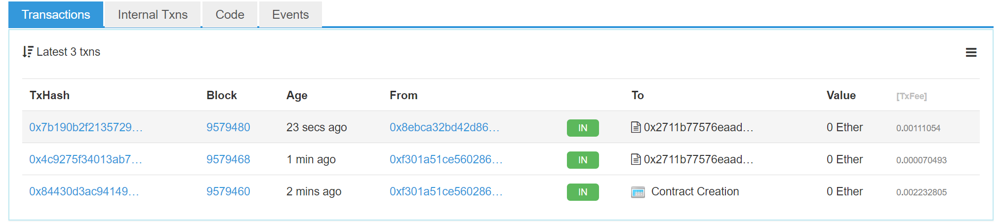 Transactions Internal Txns Code Events
Latest 3 txns
TxHash Block Age From To Value [TxFee]
0x7b190b2f2135729... 9579480 23 secs ago 0x8ebca32bd42d86... IN 0x2711b77576eaad... 0 Ether 0.00111054
0x4c9275f34013ab7... 9579468 1 min ago 0xf301a51ce560286... IN 0x2711b77576eaad... 0 Ether 0.000070493
0x84430d3ac94149... 9579460 2 mins ago 0xf301a51ce560286... IN Contract Creation 0 Ether 0.002232805